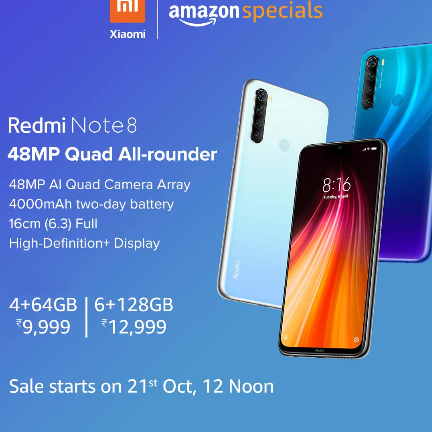 mi
Xiaomi
amazon specials
Redmi Note 8
48MP Quad All-rounder
48MP AI Quad Camera Array
4000mAh two-day battery
16cm (6.3) Full
High-Definition+ Display
4+64GB | 6+128GB
₹9,999 | ₹12,999
8:16
Redmi
Sale starts on 21st Oct, 12 Noon